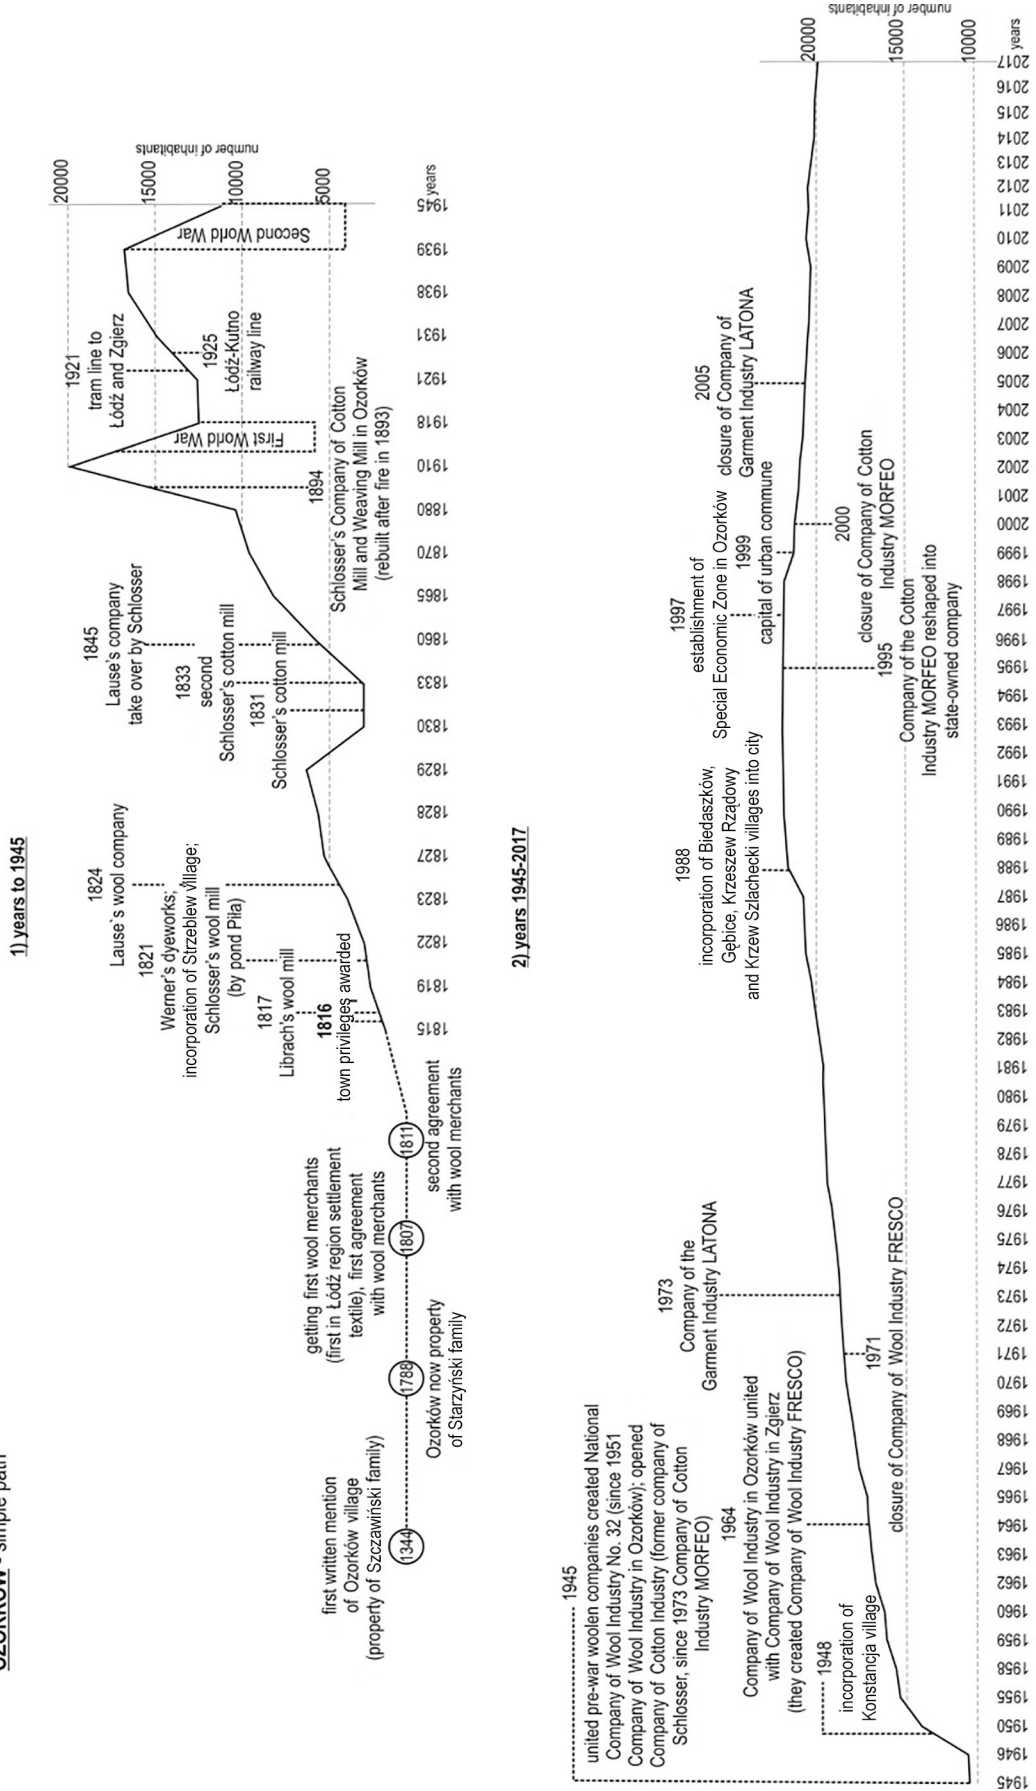 OZORKÓW - simple path
1) years to 1945
first written mention
of Ozorków village
(property of Szczawiński family)
1344
1788
Ozorków now property
of Starzyński family
getting first wool merchants
(first in Łódź region settlement
textile), first agreement
with wool merchants
1807
1811
second agreement
with wool merchants
1816
town privileges awarded
1817
Librach's wool mill
1821
Werner's dyeworks;
incorporation of Strzeblew Village;
Schlosser's wool mill
(by pond Piła)
1824
Lause`s wool company
1831
Schlosser's cotton mill
1833
second
Schlosser's cotton mill
1845
Lause's company
take over by Schlosser
1894
Schlosser's Company of Cotton
Mill and Weaving Mill in Ozorków
(rebuilt after fire in 1893)
First World War
1921
tram line to
Łódź and Zgierz
1925
Łódź-Kutno
railway line
Second World War
number of inhabitants
20000
15000
10000
5000
years
1815
1819
1822
1823
1827
1828
1829
1830
1833
1860
1865
1870
1880
1910
1918
1921
1931
1938
1939
1945
2) years 1945-2017
1945
united pre-war woolen companies created National
Company of Wool Industry No. 32 (since 1951
Company of Wool Industry in Ozorków); opened
Company of Cotton Industry (former company of
Schlosser, since 1973 Company of Cotton
Industry MORFEO)
1948
incorporation of
Konstancja village
1964
Company of Wool Industry in Ozorków united
with Company of Wool Industry in Zgierz
(they created Company of Wool Industry FRESCO)
1971
closure of Company of Wool Industry FRESCO
1973
Company of the
Garment Industry LATONA
1988
incorporation of Biedaszków,
Gębice, Krzeszew Rządowy
and Krzew Szlachecki villages into city
1995
Company of the Cotton
Industry MORFEO reshaped into
state-owned company
1997
establishment of
Special Economic Zone in Ozorków
1999
capital of urban commune
2000
closure of Company of Cotton
Industry MORFEO
2005
closure of Company of
Garment Industry LATONA
number of inhabitants
20000
15000
10000
years
1945
1946
1950
1955
1958
1959
1960
1962
1963
1964
1965
1967
1968
1969
1970
1971
1972
1973
1974
1975
1976
1977
1978
1979
1980
1981
1982
1983
1984
1985
1986
1987
1988
1989
1990
1991
1992
1993
1994
1995
1996
1997
1998
1999
2000
2001
2002
2003
2004
2005
2006
2007
2008
2009
2010
2011
2012
2013
2014
2015
2016
2017